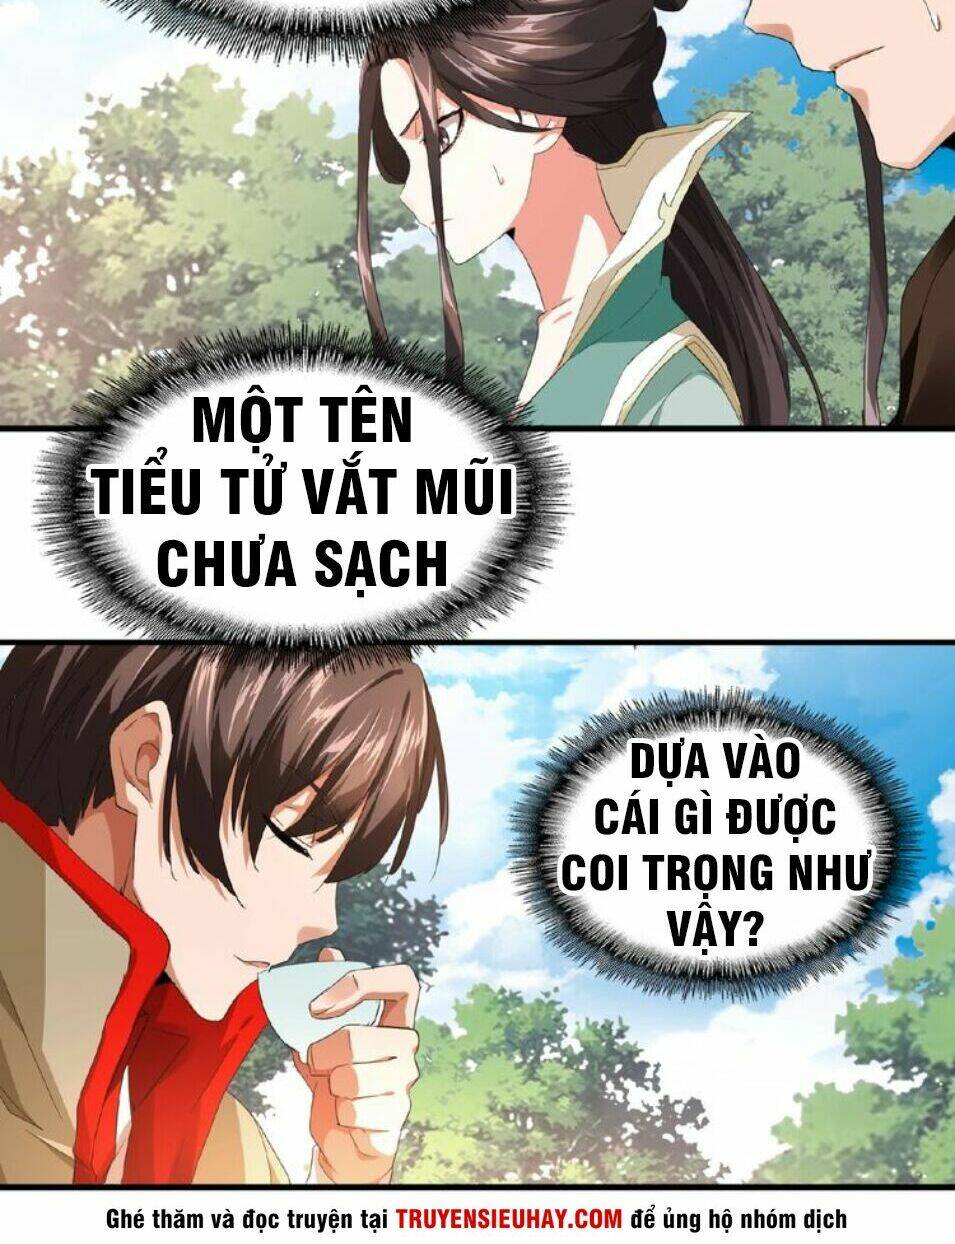 MỘT TÊN
TIỂU TỬ VẮT MŨI
CHƯA SẠCH
DỰA VÀO
CÁI GÌ ĐƯỢC
COI TRỌNG NHƯ
VẬY?
Ghé thăm và đọc truyện tại TRUYENSIEUHAY.COM để ủng hộ nhóm dịch